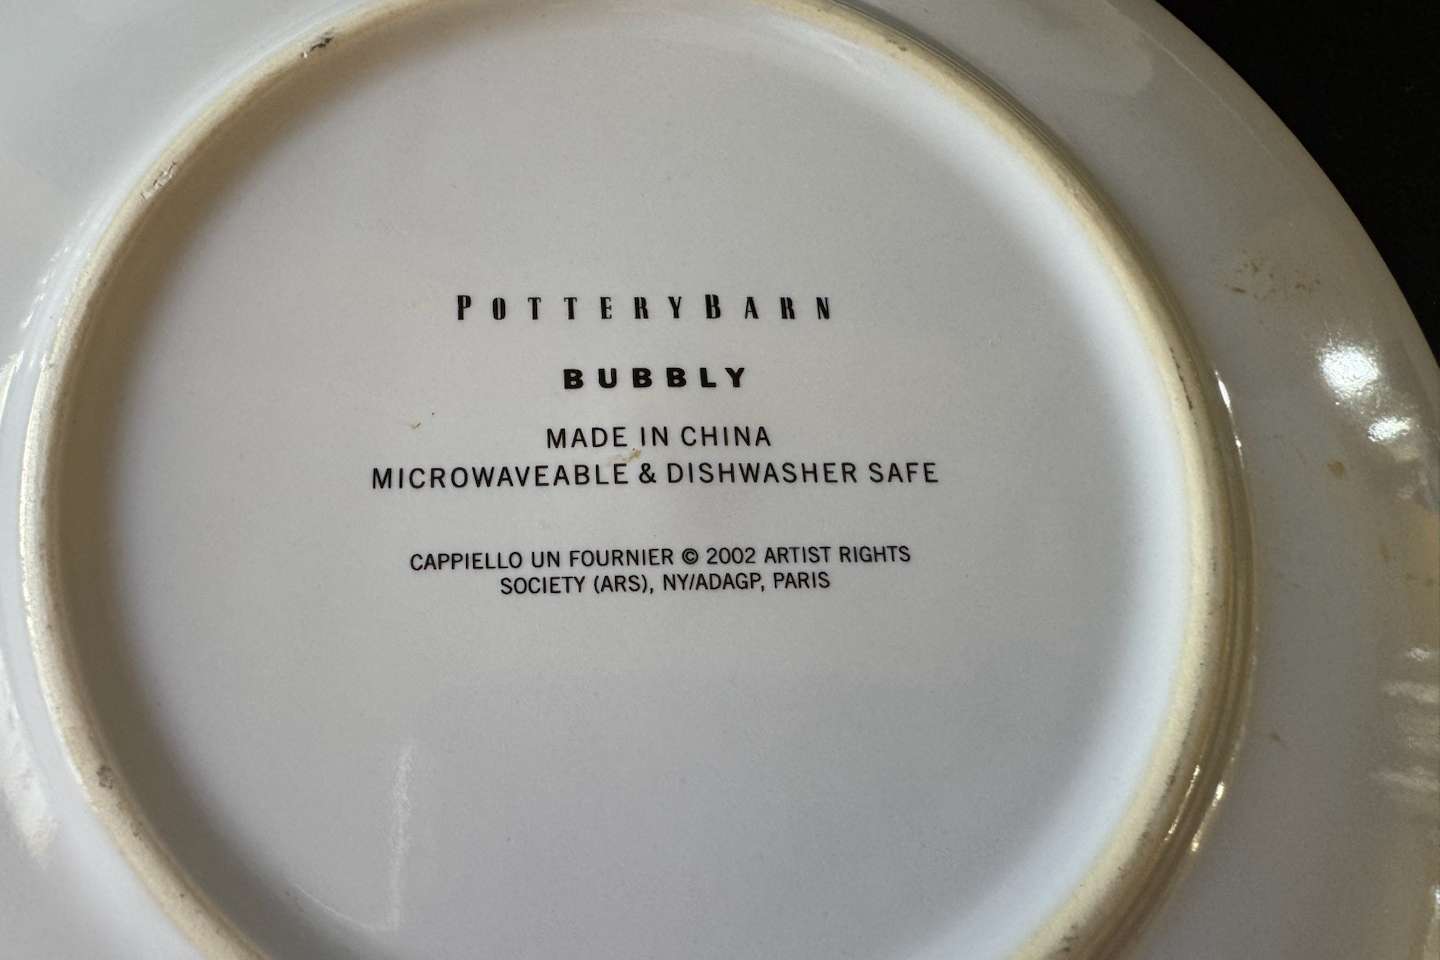 POTTERYBARN
BUBBLY
MADE IN CHINA
MICROWAVEABLE & DISHWASHER SAFE
CAPPIELLO UN FOURNIER © 2002 ARTIST RIGHTS
SOCIETY (ARS), NY/ADAGP, PARIS